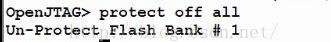 OpenJTAG> protect off all
Un-Protect Flash Bank # 1